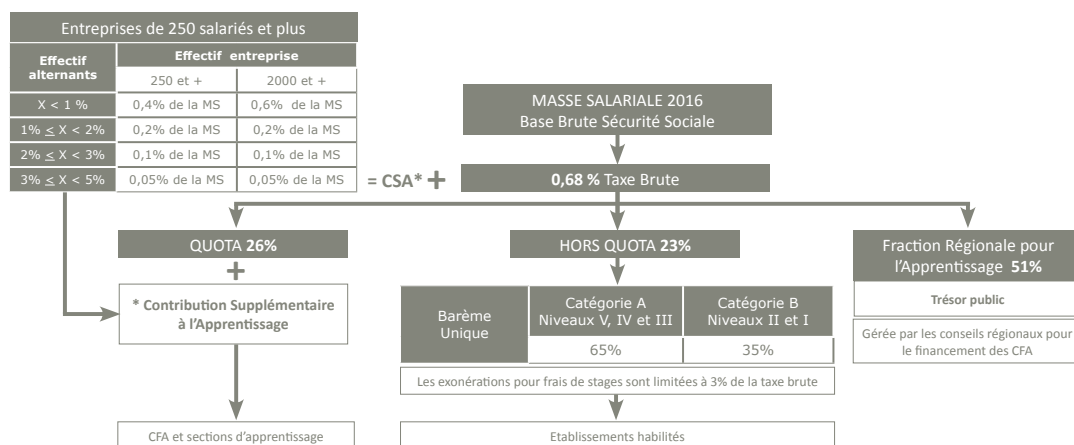 Entreprises de 250 salariés et plus
Effectif alternants
Effectif entreprise
250 et +
2000 et +
X < 1 %
0,4% de la MS
0,6% de la MS
1% ≤ X < 2%
0,2% de la MS
0,2% de la MS
2% ≤ X < 3%
0,1% de la MS
0,1% de la MS
3% ≤ X < 5%
0,05% de la MS
0,05% de la MS
= CSA* +
MASSE SALARIALE 2016
Base Brute Sécurité Sociale
0,68 % Taxe Brute
QUOTA 26%
+
* Contribution Supplémentaire
à l'Apprentissage
CFA et sections d'apprentissage
HORS QUOTA 23%
Barème
Unique
Catégorie A
Niveaux V, IV et III
Catégorie B
Niveaux II et I
65%
35%
Les exonérations pour frais de stages sont limitées à 3% de la taxe brute
Etablissements habilités
Fraction Régionale pour
l'Apprentissage 51%
Trésor public
Gérée par les conseils régionaux pour
le financement des CFA